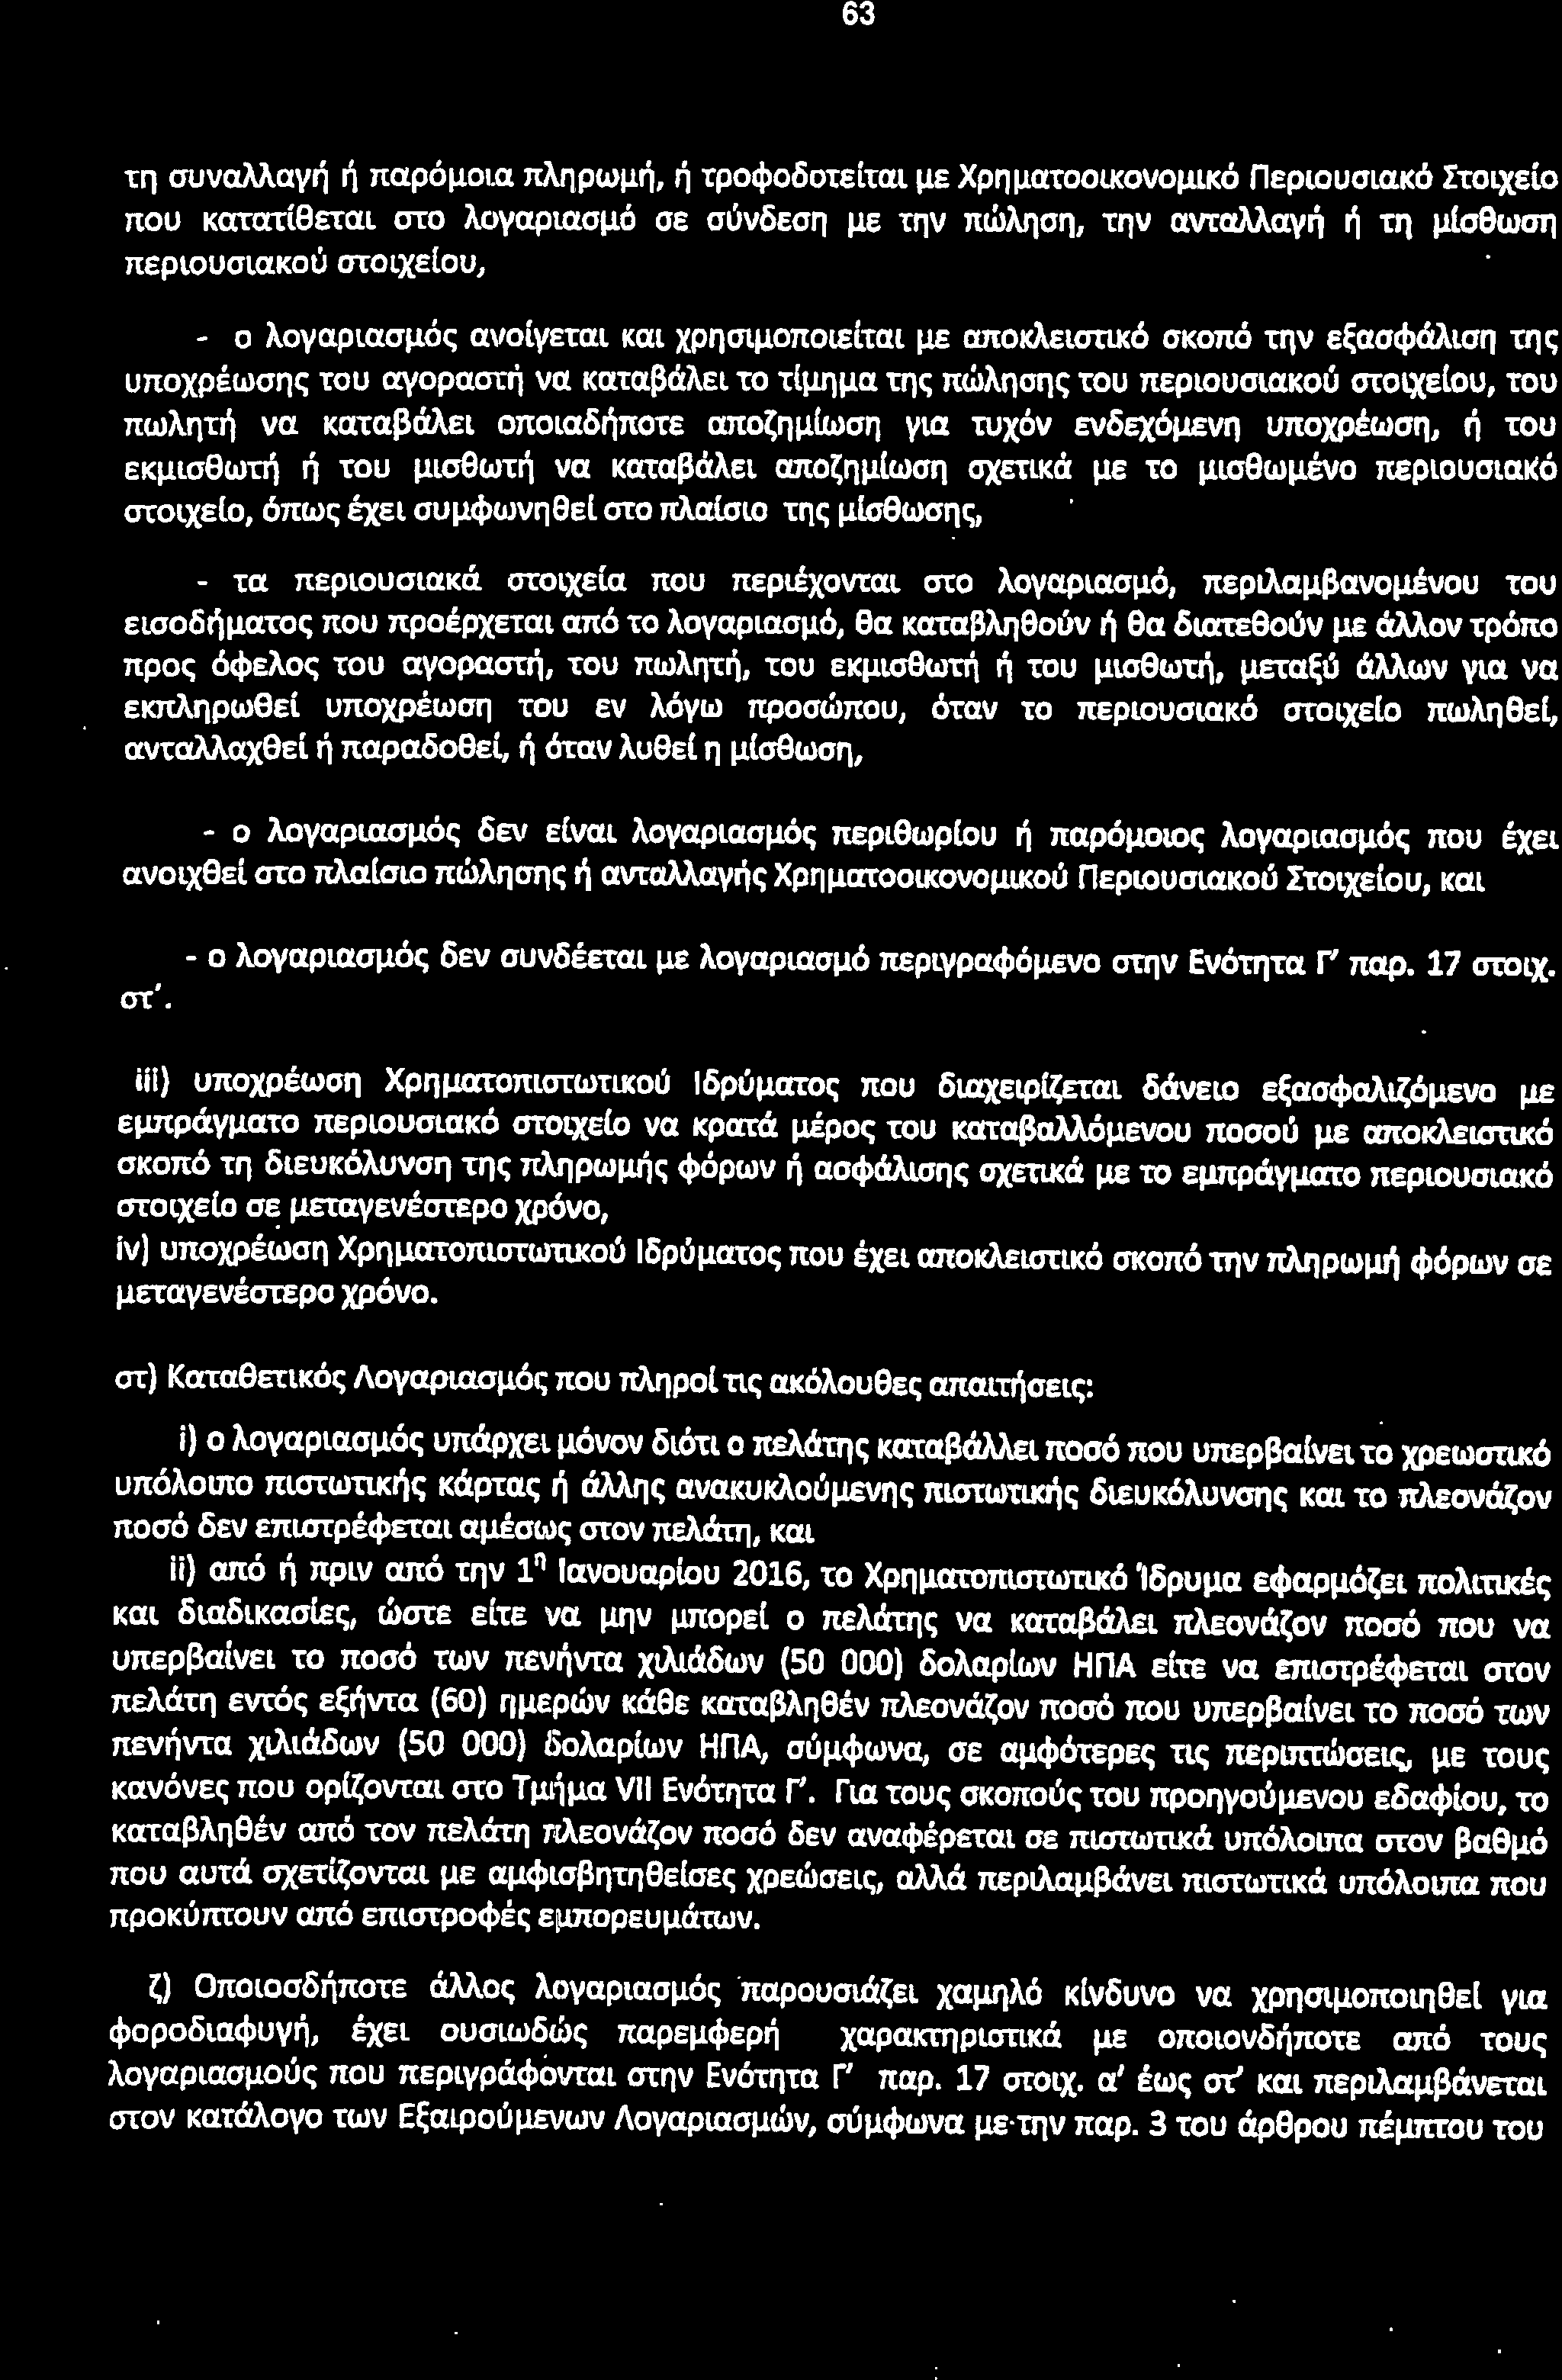 63
τη συναλλαγή ή παρόμοια πληρωμή, ή τροφοδοτείται με Χρηματοοικονομικό Περιουσιακό Στοιχείο
που κατατίθεται στο λογαριασμό σε σύνδεση με την πώληση, την ανταλλαγή ή τη μίσθωση
περιουσιακού στοιχείου,
- ο λογαριασμός ανοίγεται και χρησιμοποιείται με αποκλειστικό σκοπό την εξασφάλιση της
υποχρέωσης του αγοραστή να καταβάλει το τίμημα της πώλησης του περιουσιακού στοιχείου, του
πωλητή να καταβάλει οποιαδήποτε αποζημίωση για τυχόν ενδεχόμενη υποχρέωση, ή του
εκμισθωτή ή του μισθωτή να καταβάλει αποζημίωση σχετικά με το μισθωμένο περιουσιακό
στοιχείο, όπως έχει συμφωνηθεί στο πλαίσιο της μίσθωσης,
- τα περιουσιακά στοιχεία που περιέχονται στο λογαριασμό, περιλαμβανομένου του
εισοδήματος που προέρχεται από το λογαριασμό, θα καταβληθούν ή θα διατεθούν με άλλον τρόπο
προς όφελος του αγοραστή, του πωλητή, του εκμισθωτή ή του μισθωτή, μεταξύ άλλων για να
εκπληρωθεί υποχρέωση του εν λόγω προσώπου, όταν το περιουσιακό στοιχείο πωληθεί,
ανταλλαχθεί ή παραδοθεί, ή όταν λυθεί η μίσθωση,
- ο λογαριασμός δεν είναι λογαριασμός περιθωρίου ή παρόμοιος λογαριασμός που έχει
ανοιχθεί στο πλαίσιο πώλησης ή ανταλλαγής Χρηματοοικονομικού Περιουσιακού Στοιχείου, και
- ο λογαριασμός δεν συνδέεται με λογαριασμό περιγραφόμενο στην Ενότητα Γ' παρ. 17 στοιχ.
στ'.
iii) υποχρέωση Χρηματοπιστωτικού Ιδρύματος που διαχειρίζεται δάνειο εξασφαλιζόμενο με
εμπράγματο περιουσιακό στοιχείο να κρατά μέρος του καταβαλλόμενου ποσού με αποκλειστικό
σκοπό τη διευκόλυνση της πληρωμής φόρων ή ασφάλισης σχετικά με το εμπράγματο περιουσιακό
στοιχείο σε μεταγενέστερο χρόνο,
iv) υποχρέωση Χρηματοπιστωτικού Ιδρύματος που έχει αποκλειστικό σκοπό την πληρωμή φόρων σε
μεταγενέστερο χρόνο.
στ) Καταθετικός Λογαριασμός που πληροί τις ακόλουθες απαιτήσεις:
i) ο λογαριασμός υπάρχει μόνον διότι ο πελάτης καταβάλλει ποσό που υπερβαίνει το χρεωστικό
υπόλοιπο πιστωτικής κάρτας ή άλλης ανακυκλούμενης πιστωτικής διευκόλυνσης και το πλεονάζον
ποσό δεν επιστρέφεται αμέσως στον πελάτη, και
ii) από ή πριν από την 1η Ιανουαρίου 2016, το Χρηματοπιστωτικό Ίδρυμα εφαρμόζει πολιτικές
και διαδικασίες, ώστε είτε να μην μπορεί ο πελάτης να καταβάλει πλεονάζον ποσό που να
υπερβαίνει το ποσό των πενήντα χιλιάδων (50 000) δολαρίων ΗΠΑ είτε να επιστρέφεται στον
πελάτη εντός εξήντα (60) ημερών κάθε καταβληθέν πλεονάζον ποσό που υπερβαίνει το ποσό των
πενήντα χιλιάδων (50 000) δολαρίων ΗΠΑ, σύμφωνα, σε αμφότερες τις περιπτώσεις, με τους
κανόνες που ορίζονται στο Τμήμα VII Ενότητα Γ'. Για τους σκοπούς του προηγούμενου εδαφίου, το
καταβληθέν από τον πελάτη πλεονάζον ποσό δεν αναφέρεται σε πιστωτικά υπόλοιπα στον βαθμό
που αυτά σχετίζονται με αμφισβητηθείσες χρεώσεις, αλλά περιλαμβάνει πιστωτικά υπόλοιπα που
προκύπτουν από επιστροφές εμπορευμάτων.
ζ) Οποιοσδήποτε άλλος λογαριασμός παρουσιάζει χαμηλό κίνδυνο να χρησιμοποιηθεί για
φοροδιαφυγή, έχει ουσιωδώς παρεμφερή χαρακτηριστικά με οποιονδήποτε από τους
λογαριασμούς που περιγράφονται στην Ενότητα Γ' παρ. 17 στοιχ. α' έως στ' και περιλαμβάνεται
στον κατάλογο των Εξαιρούμενων Λογαριασμών, σύμφωνα με την παρ. 3 του άρθρου πέμπτου του